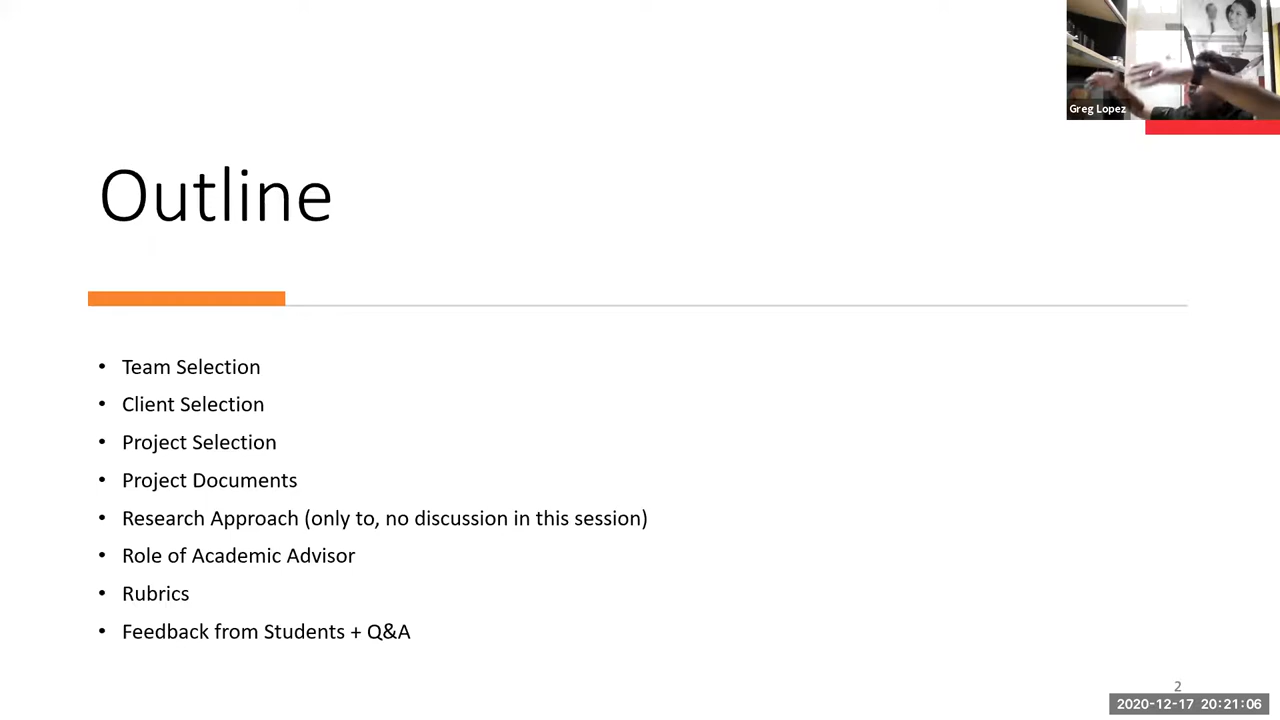 Greg Lopez
Outline
• Team Selection
• Client Selection
• Project Selection
• Project Documents
• Research Approach (only to, no discussion in this session)
• Role of Academic Advisor
• Rubrics
• Feedback from Students + Q&A
2
2020-12-17 20:21:06